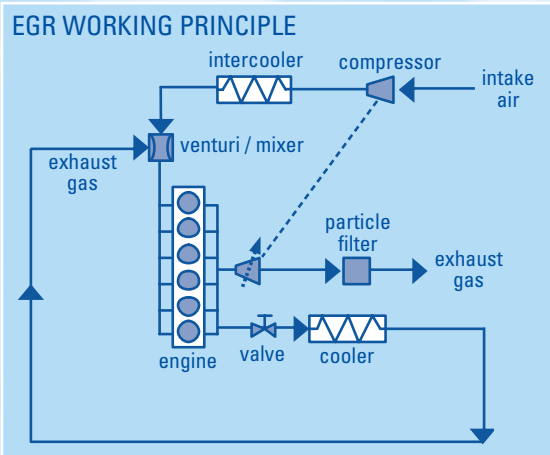 EGR WORKING PRINCIPLE
intercooler
compressor
intake
air
venturi / mixer
exhaust
gas
particle
filter
exhaust
gas
engine
valve
cooler